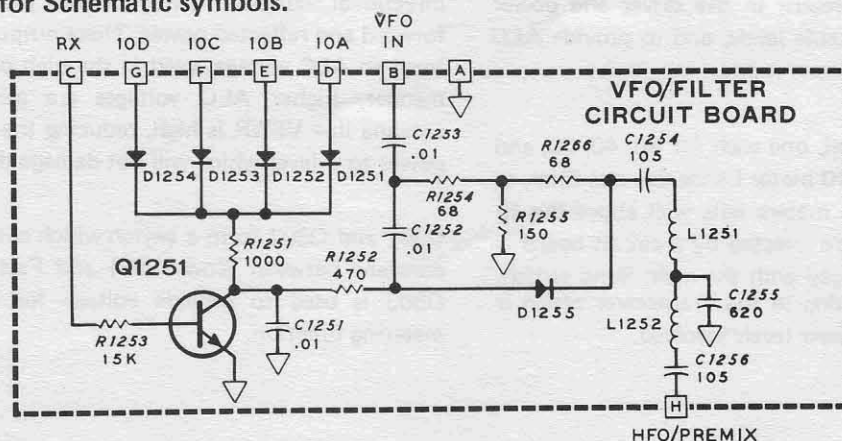 for Schematic symbols.
RX 10D 10C 10B 10A VFO IN
C G F E D B A
VFO/FILTER
CIRCUIT BOARD
C1253
.01
R1266
68
C1254
105
D1254 D1253 D1252 D1251
R1254
68
R1255
150
L1251
Q1251
R1251
1000
R1252
470
C1252
.01
C1255
620
D1255
L1252
R1253
15K
C1251
.01
C1256
105
H
HFO/PREMIX